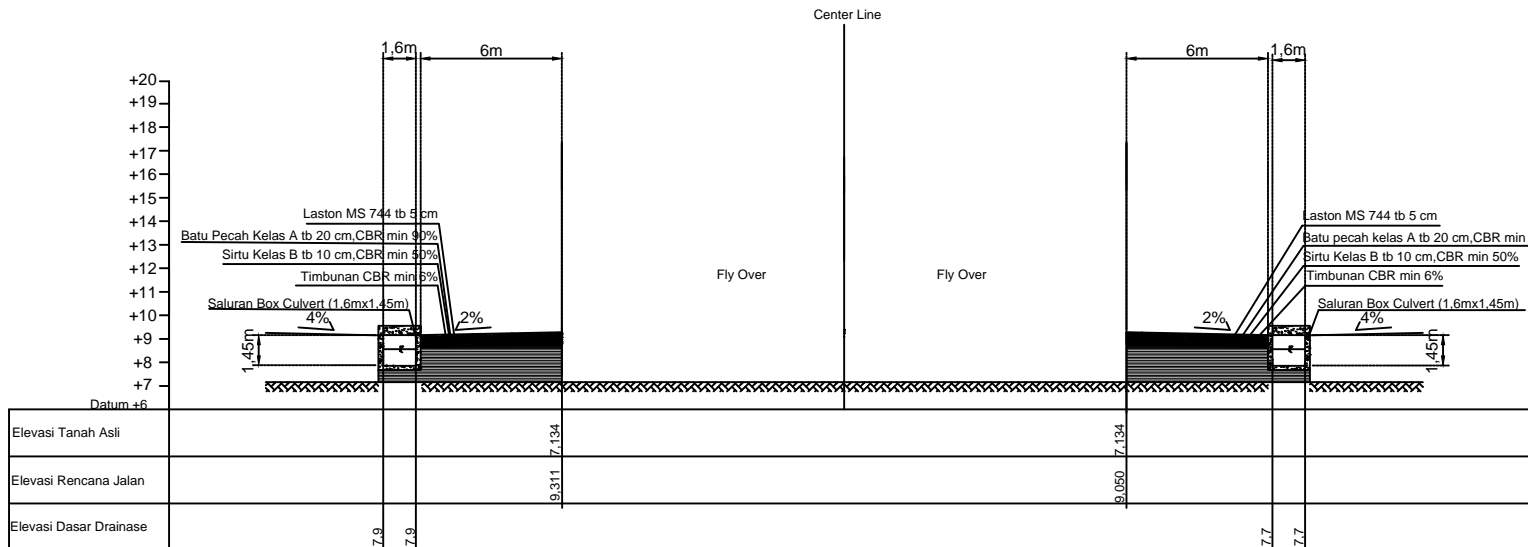 Center Line
1,6m
6m
6m
1,6m
+20
+19
+18
+17
+16
+15
+14
+13
+12
+11
+10
+9
+8
+7
Datum +6
Laston MS 744 tb 5 cm
Batu Pecah Kelas A tb 20 cm,CBR min 90%
Sirtu Kelas B tb 10 cm,CBR min 50%
Timbunan CBR min 6%
Saluran Box Culvert (1,6mx1,45m)
4%
2%
1,45m
Fly Over
Fly Over
Laston MS 744 tb 5 cm
Batu pecah kelas A tb 20 cm,CBR min
Sirtu Kelas B tb 10 cm,CBR min 50%
Timbunan CBR min 6%
Saluran Box Culvert (1,6mx1,45m)
2%
4%
1,45m
Elevasi Tanah Asli
7,134
7,134
Elevasi Rencana Jalan
9,311
9,050
Elevasi Dasar Drainase
7.9
7.9
7.7
7.7